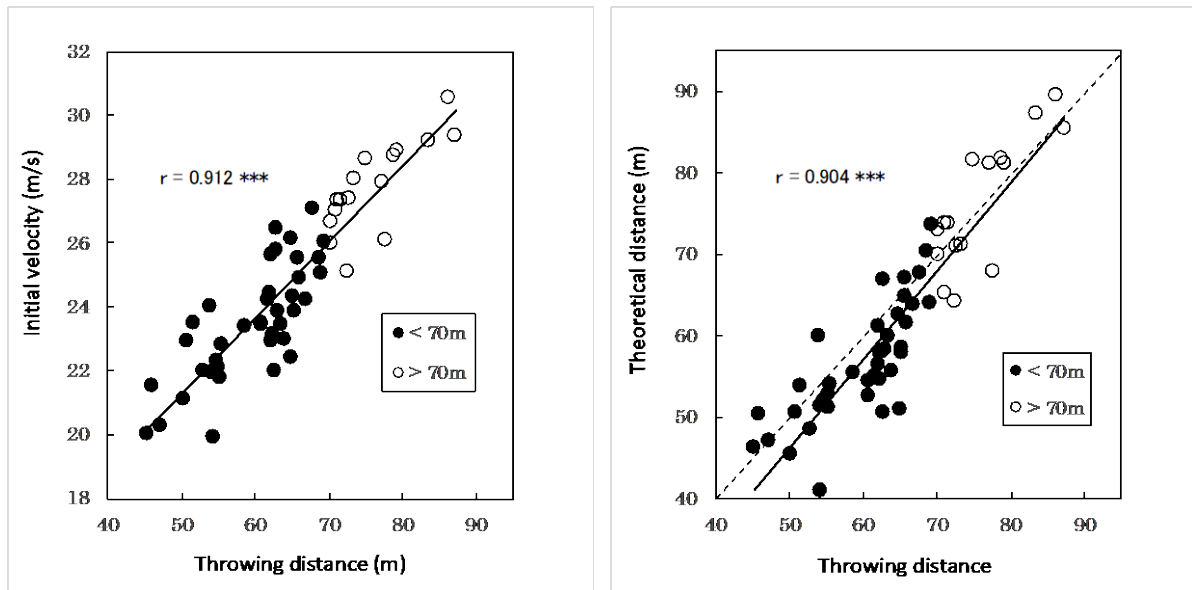 32
30
28
26
24
22
20
18
Initial velocity (m/s)
r = 0.912 ***
< 70m
> 70m
40 50 60 70 80 90
Throwing distance (m)
90
80
70
60
50
40
Theoretical distance (m)
r = 0.904 ***
< 70m
> 70m
40 50 60 70 80 90
Throwing distance